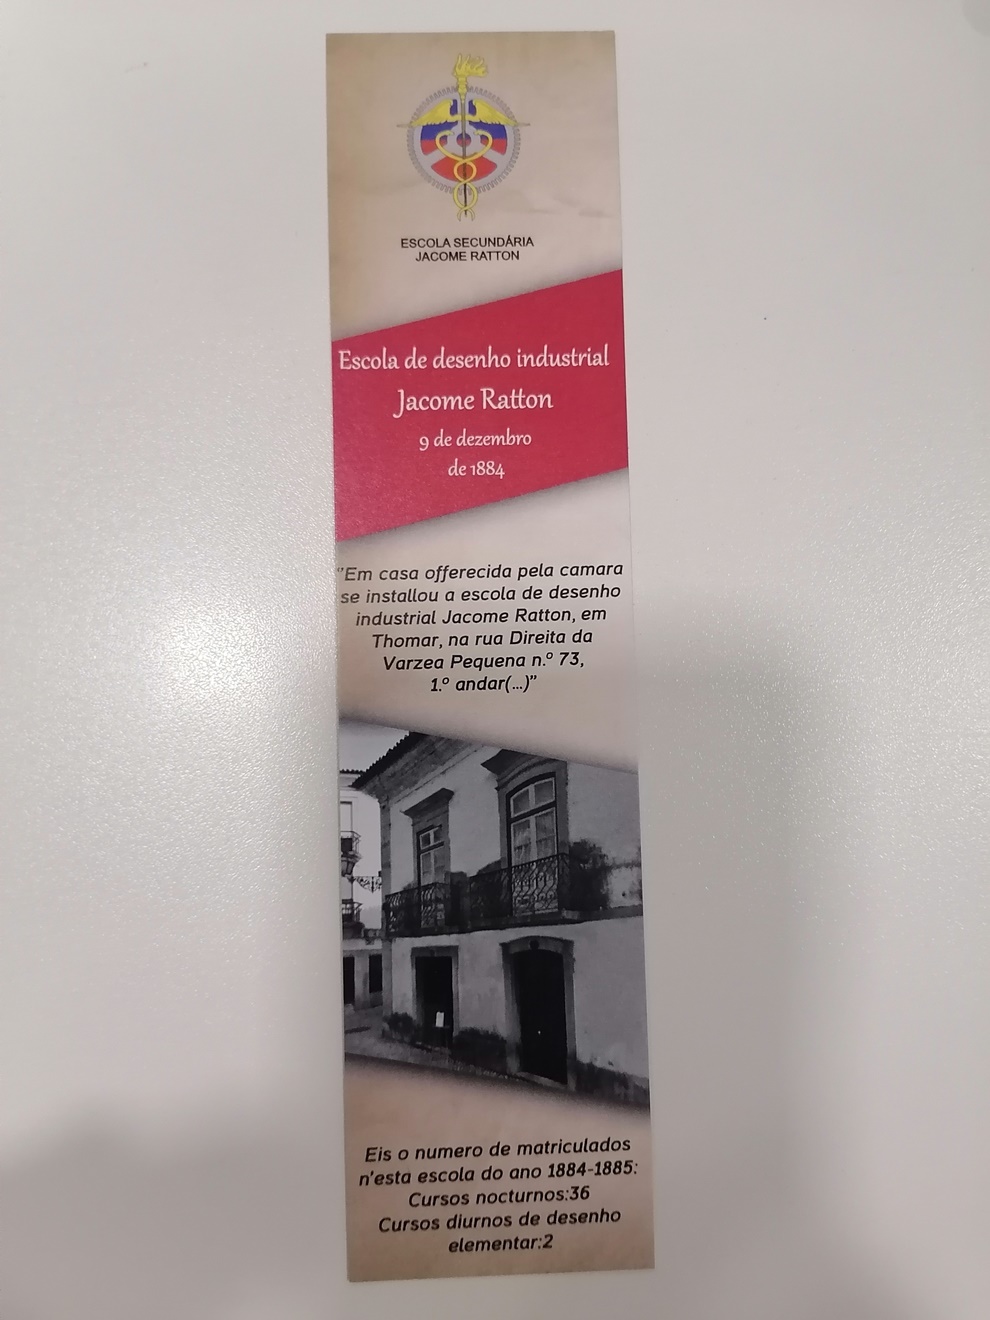 ESCOLA SECUNDÁRIA
JACOME RATTON
Escola de desenho industrial
Jacome Ratton
9 de dezembro
de 1884
"Em casa offerecida pela camara
se installou a escola de desenho
industrial Jacome Ratton, em
Thomar, na rua Direita da
Varzea Pequena n.º 73,
1.º andar(...)”
Eis o numero de matriculados
n'esta escola do ano 1884-1885:
Cursos nocturnos:36
Cursos diurnos de desenho
elementar:2